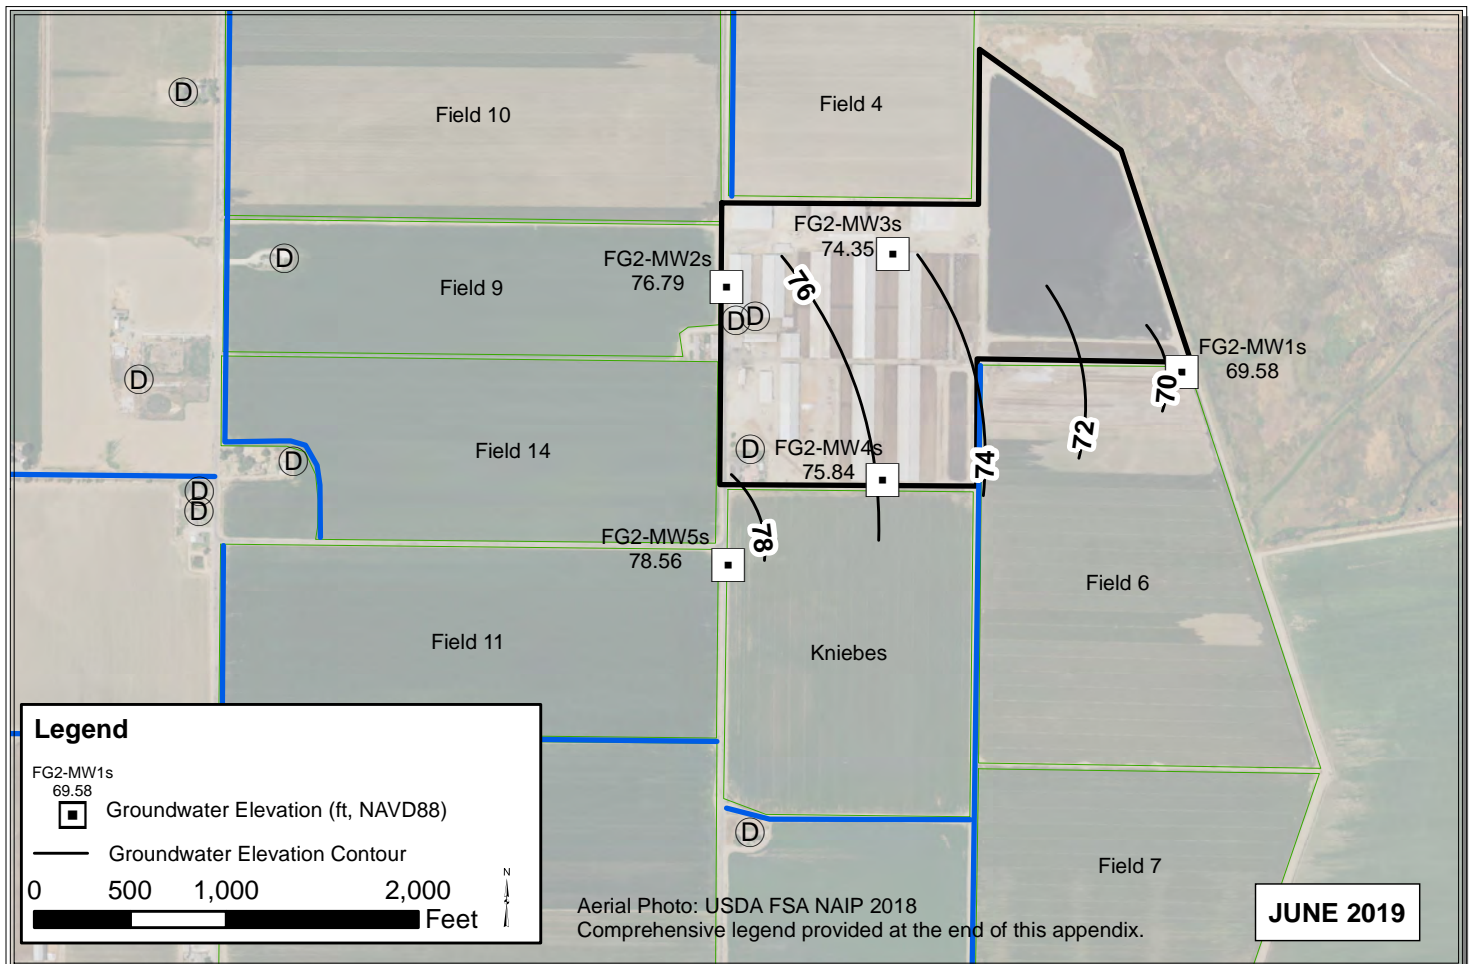 D
Field 10
Field 4
FG2-MW3s
74.35
FG2-MW2s
76.79
D
Field 9
76
D D
FG2-MW1s
69.58
D
70
72
Field 14
D
FG2-MW4s
75.84
D
74
D
D
FG2-MW5s
78.56
78
Field 6
Field 11
Kniebes
D
Field 7
Legend
FG2-MW1s
69.58
Groundwater Elevation (ft, NAVD88)
Groundwater Elevation Contour
0 500 1,000 2,000
Feet
N
Aerial Photo: USDA FSA NAIP 2018
Comprehensive legend provided at the end of this appendix.
JUNE 2019